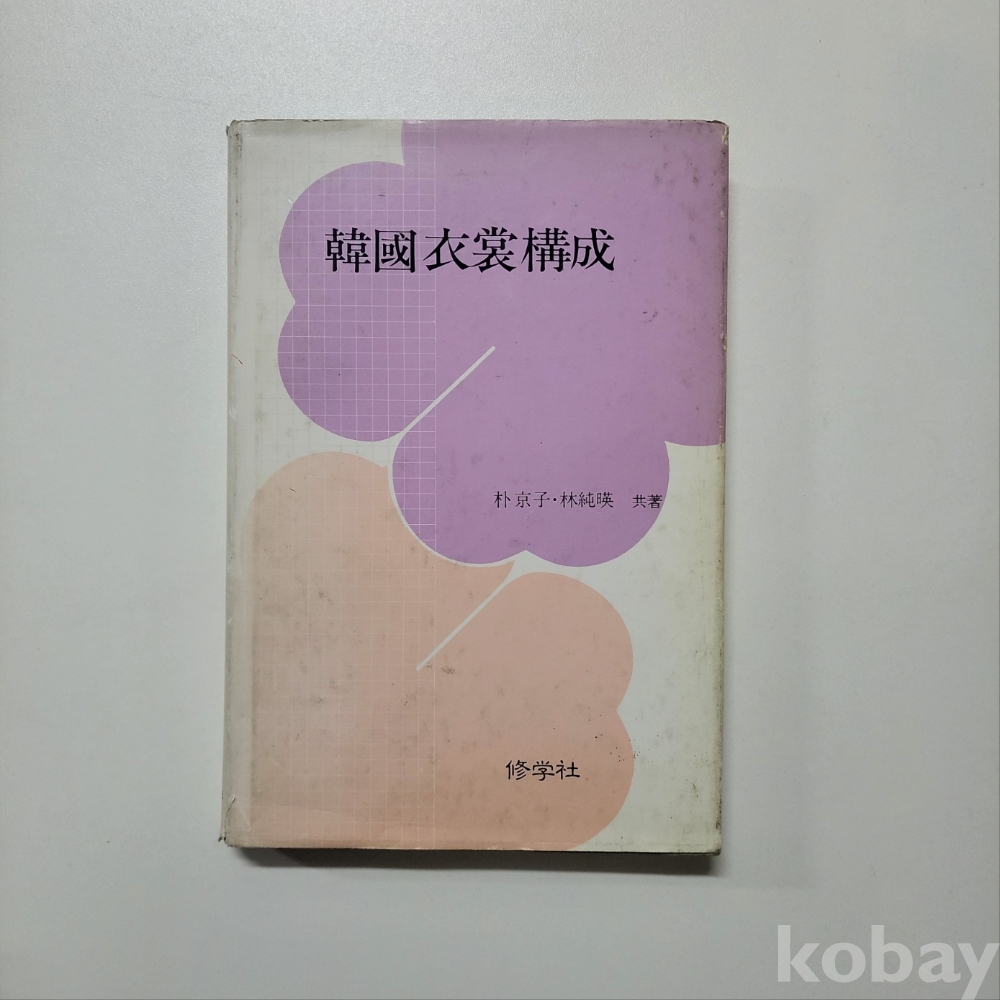 韓國衣裳構成
朴京子·林純暎 共著
修学社
kobay